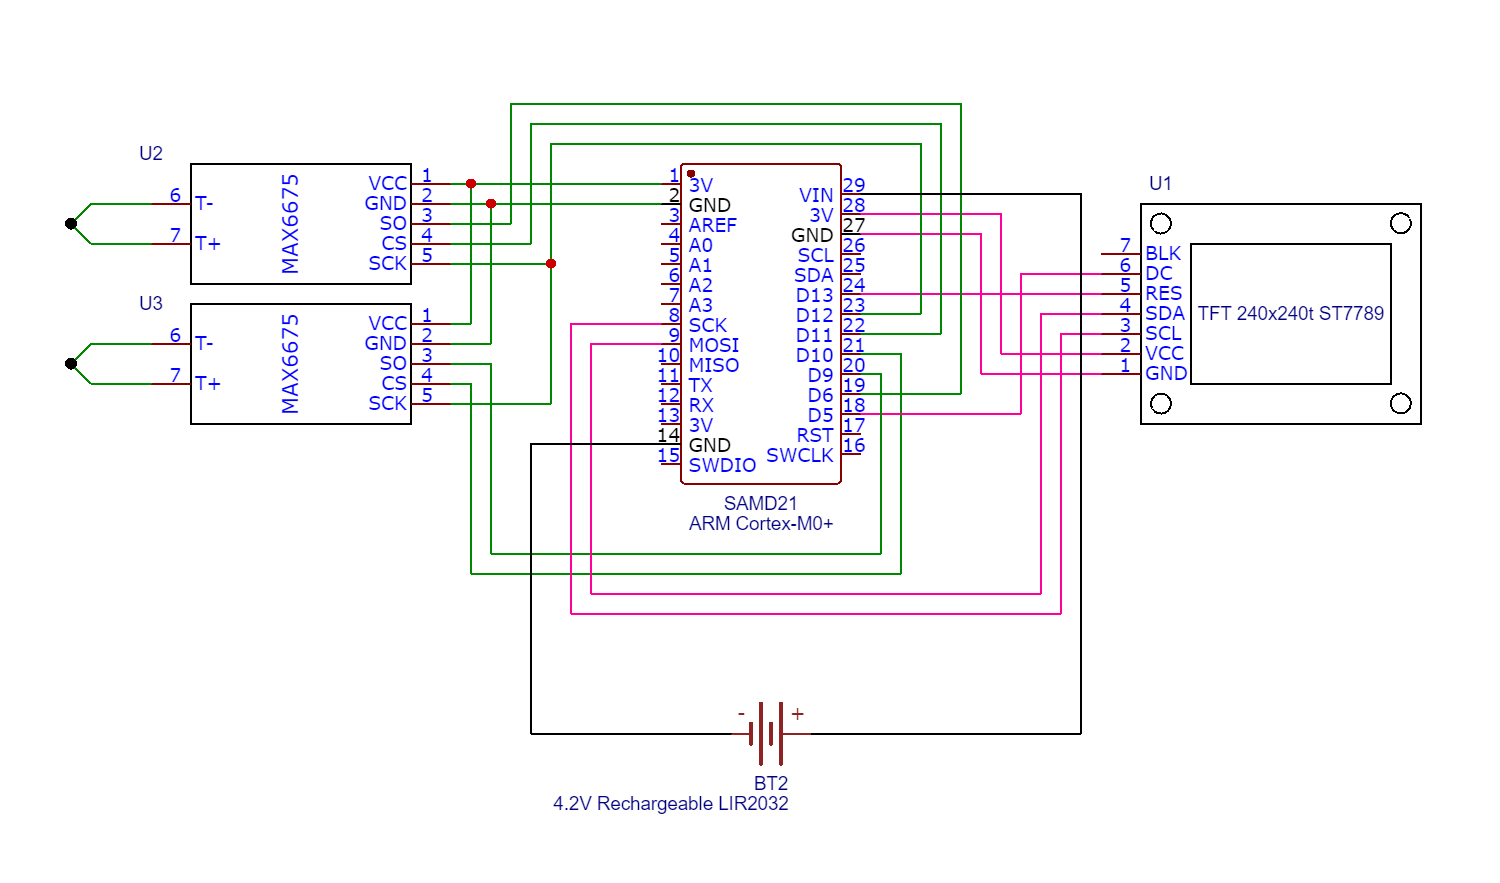 U2
6 T-
7 T+
MAX6675
VCC 1
GND 2
SO 3
CS 4
SCK 5
U3
6 T-
7 T+
MAX6675
VCC 1
GND 2
SO 3
CS 4
SCK 5
1 3V
2 GND
3 AREF
4 A0
5 A1
6 A2
7 A3
8 SCK
9 MOSI
10 MISO
11 TX
12 RX
13 3V
14 GND
15 SWDIO
VIN 29
3V 28
GND 27
SCL 26
SDA 25
D13 24
D12 23
D11 22
D10 21
D9 20
D6 19
D5 18
RST 17
SWCLK 16
SAMD21
ARM Cortex-M0+
U1
7 BLK
6 DC
5 RES
4 SDA
3 SCL
2 VCC
1 GND
TFT 240x240t ST7789
- +
BT2
4.2V Rechargeable LIR2032